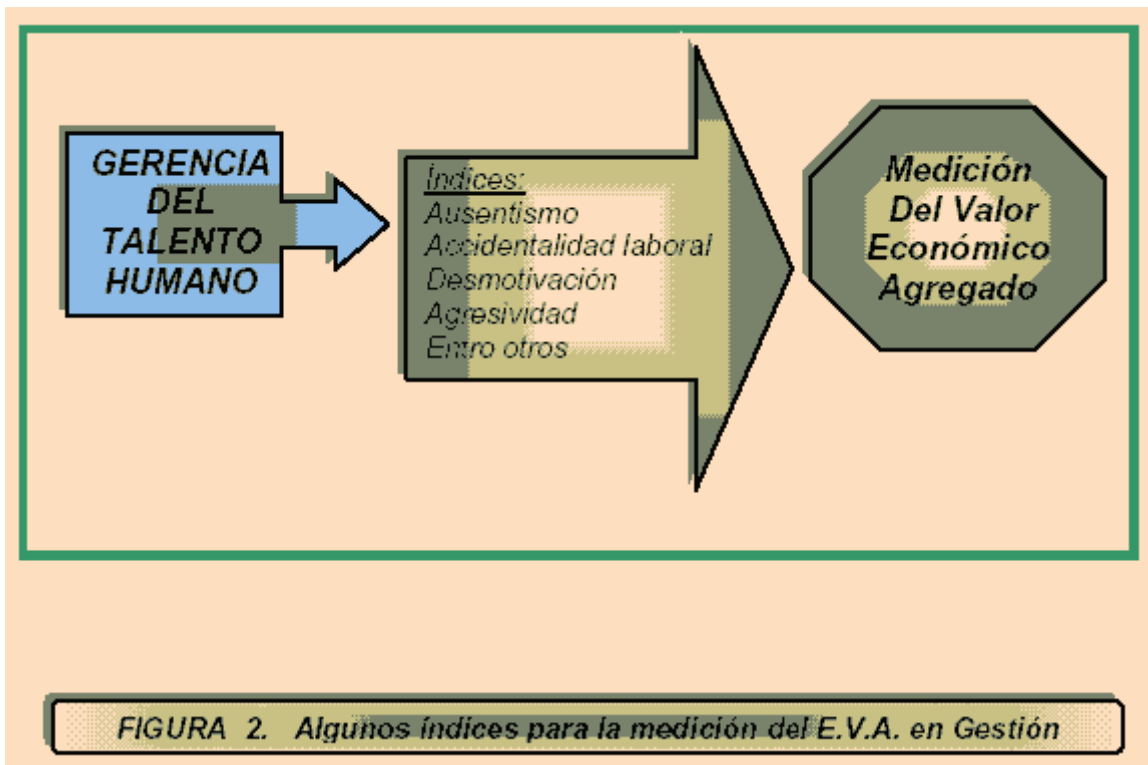 GERENCIA
DEL
TALENTO
HUMANO
Índices:
Ausentismo
Accidentalidad laboral
Desmotivación
Agresividad
Entro otros
Medición
Del Valor
Económico
Agregado
FIGURA 2. Algunos índices para la medición del E.V.A. en Gestión